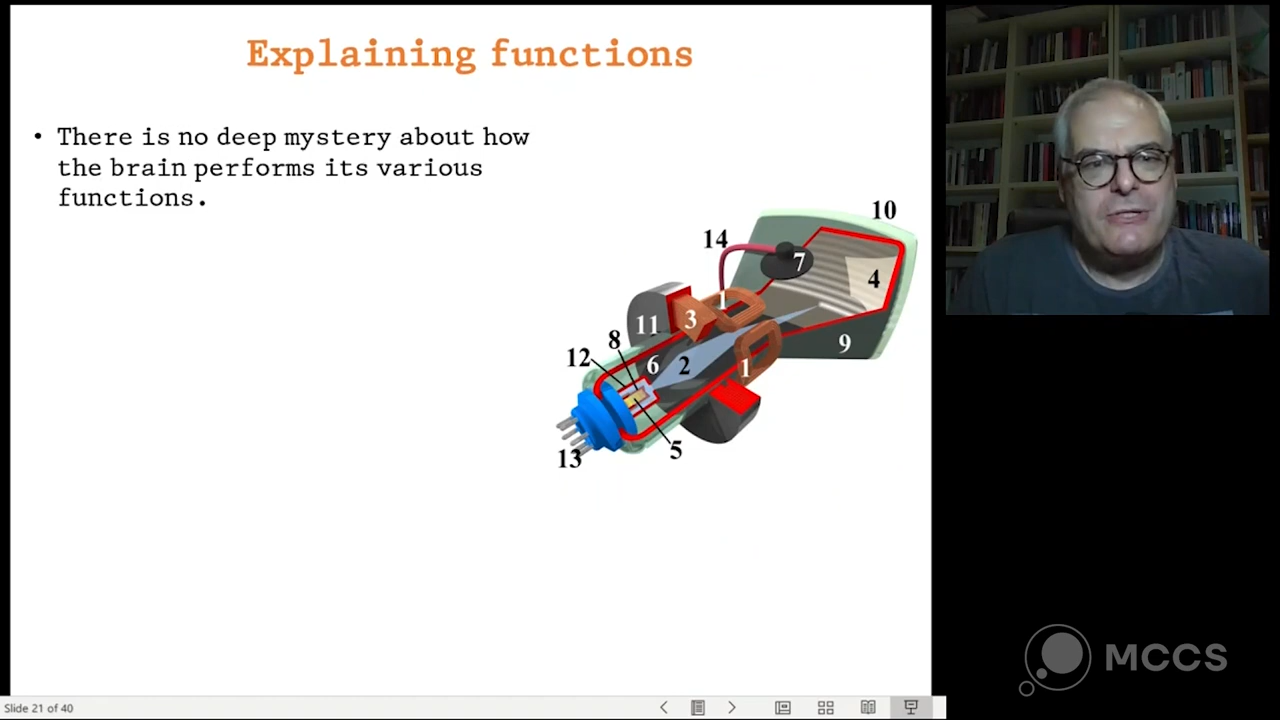 Explaining functions
• There is no deep mystery about how
the brain performs its various
functions.
10
14
7
4
1
3
11
8
9
12
6
2
1
5
13
MCCS
Slide 21 of 40